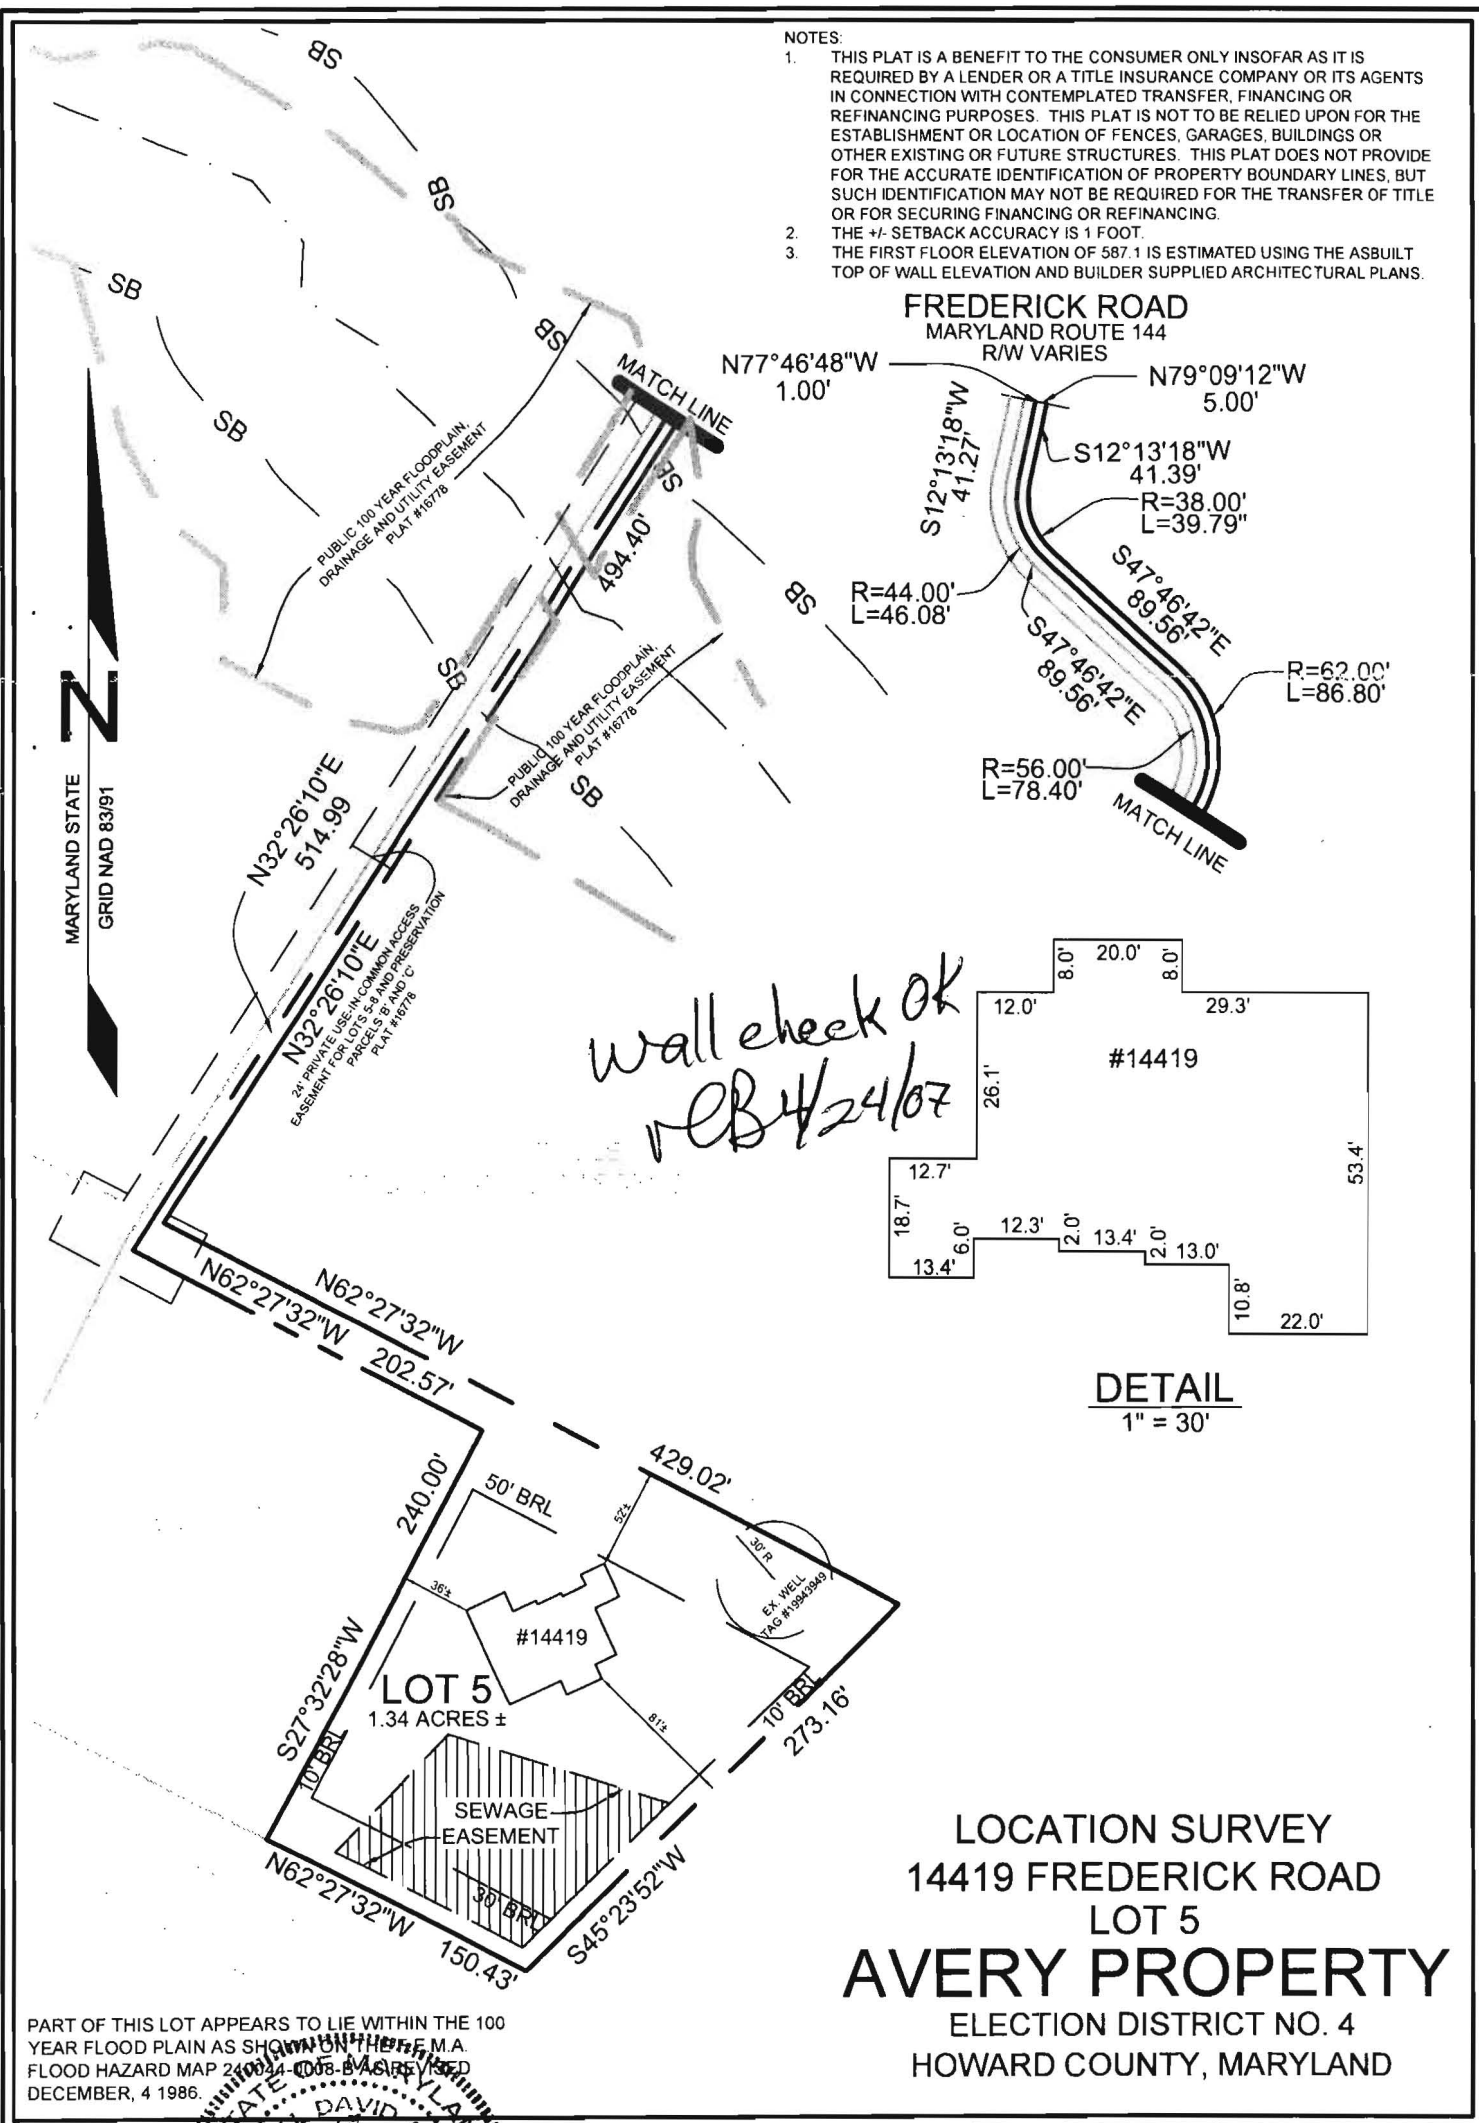 NOTES:
1. THIS PLAT IS A BENEFIT TO THE CONSUMER ONLY INSOFAR AS IT IS
REQUIRED BY A LENDER OR A TITLE INSURANCE COMPANY OR ITS AGENTS
IN CONNECTION WITH CONTEMPLATED TRANSFER, FINANCING OR
REFINANCING PURPOSES. THIS PLAT IS NOT TO BE RELIED UPON FOR THE
ESTABLISHMENT OR LOCATION OF FENCES, GARAGES, BUILDINGS OR
OTHER EXISTING OR FUTURE STRUCTURES. THIS PLAT DOES NOT PROVIDE
FOR THE ACCURATE IDENTIFICATION OF PROPERTY BOUNDARY LINES, BUT
SUCH IDENTIFICATION MAY NOT BE REQUIRED FOR THE TRANSFER OF TITLE
OR FOR SECURING FINANCING OR REFINANCING.
2. THE +/- SETBACK ACCURACY IS 1 FOOT.
3. THE FIRST FLOOR ELEVATION OF 587.1 IS ESTIMATED USING THE ASBUILT
TOP OF WALL ELEVATION AND BUILDER SUPPLIED ARCHITECTURAL PLANS.
FREDERICK ROAD
MARYLAND ROUTE 144
R/W VARIES
N77°46'48"W
1.00'
N79°09'12"W
5.00'
S12°13'18"W
41.27'
S12°13'18"W
41.39'
R=38.00'
L=39.79"
S47°46'42"E
89.56'
R=44.00'
L=46.08'
S47°46'42"E
89.56'
R=62.00'
L=86.80'
R=56.00'
L=78.40'
MATCH LINE
SB
SB
SB
SB
SB
MATCH LINE
SB
SB
SB
SB
PUBLIC 100 YEAR FLOODPLAIN,
DRAINAGE AND UTILITY EASEMENT
PLAT #16778
494.40'
PUBLIC 100 YEAR FLOODPLAIN,
DRAINAGE AND UTILITY EASEMENT
PLAT #16778
N
MARYLAND STATE
GRID NAD 83/91
N32°26'10"E
514.99
N32°26'10"E
24' PRIVATE USE-IN-COMMON ACCESS
EASEMENT FOR LOTS 5-8 AND PRESERVATION
PARCELS 'B' AND 'C'
PLAT #16778
wall check OK
4/24/07
20.0'
8.0'
8.0'
12.0'
29.3'
#14419
26.1'
53.4'
12.7'
18.7'
6.0'
12.3'
2.0'
13.4'
2.0'
13.0'
13.4'
10.8'
22.0'
DETAIL
1" = 30'
N62°27'32"W
N62°27'32"W
202.57'
429.02'
240.00'
50' BRL
52'±
30' R
EX. WELL
TAG #19943949
36'±
#14419
S27°32'28"W
LOT 5
1.34 ACRES ±
81'±
10' BRL
273.16'
10' BRL
SEWAGE
EASEMENT
30' BRL
N62°27'32"W
150.43'
S45°23'52"W
LOCATION SURVEY
14419 FREDERICK ROAD
LOT 5
AVERY PROPERTY
ELECTION DISTRICT NO. 4
HOWARD COUNTY, MARYLAND
PART OF THIS LOT APPEARS TO LIE WITHIN THE 100
YEAR FLOOD PLAIN AS SHOWN ON THE F.E.M.A.
FLOOD HAZARD MAP 240044-0008-B AS REVISED
DECEMBER, 4 1986.
STATE OF MARYLA
DAVID